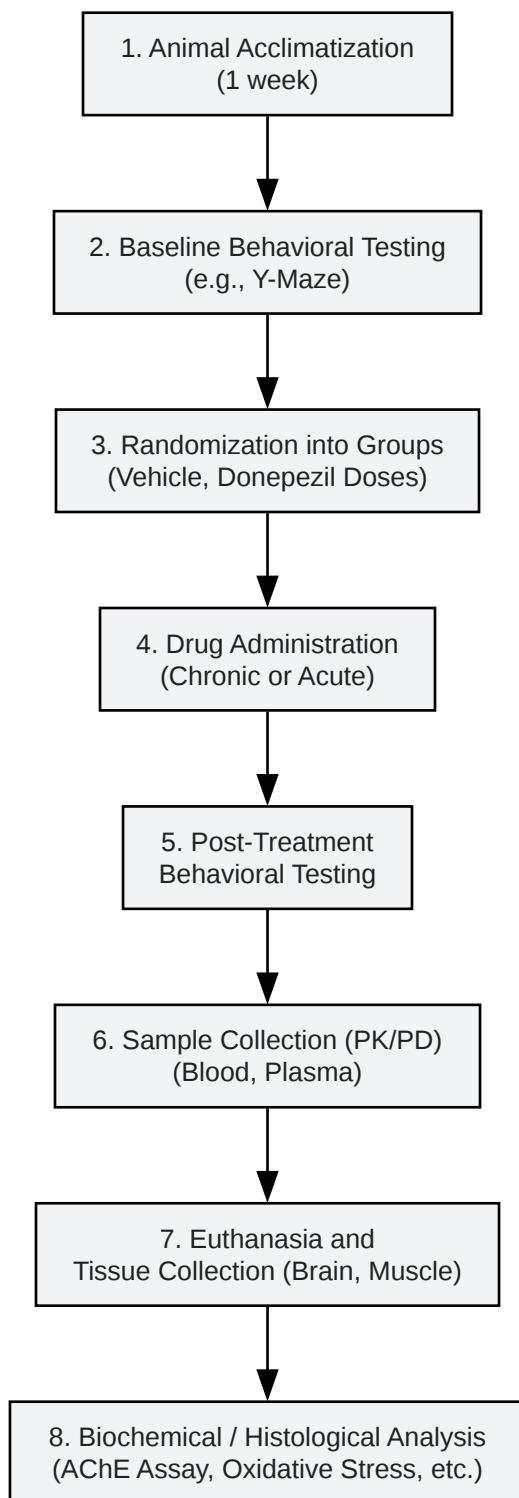 1. Animal Acclimatization
(1 week)
2. Baseline Behavioral Testing
(e.g., Y-Maze)
3. Randomization into Groups
(Vehicle, Donepezil Doses)
4. Drug Administration
(Chronic or Acute)
5. Post-Treatment
Behavioral Testing
6. Sample Collection (PK/PD)
(Blood, Plasma)
7. Euthanasia and
Tissue Collection (Brain, Muscle)
8. Biochemical / Histological Analysis
(AChE Assay, Oxidative Stress, etc.)